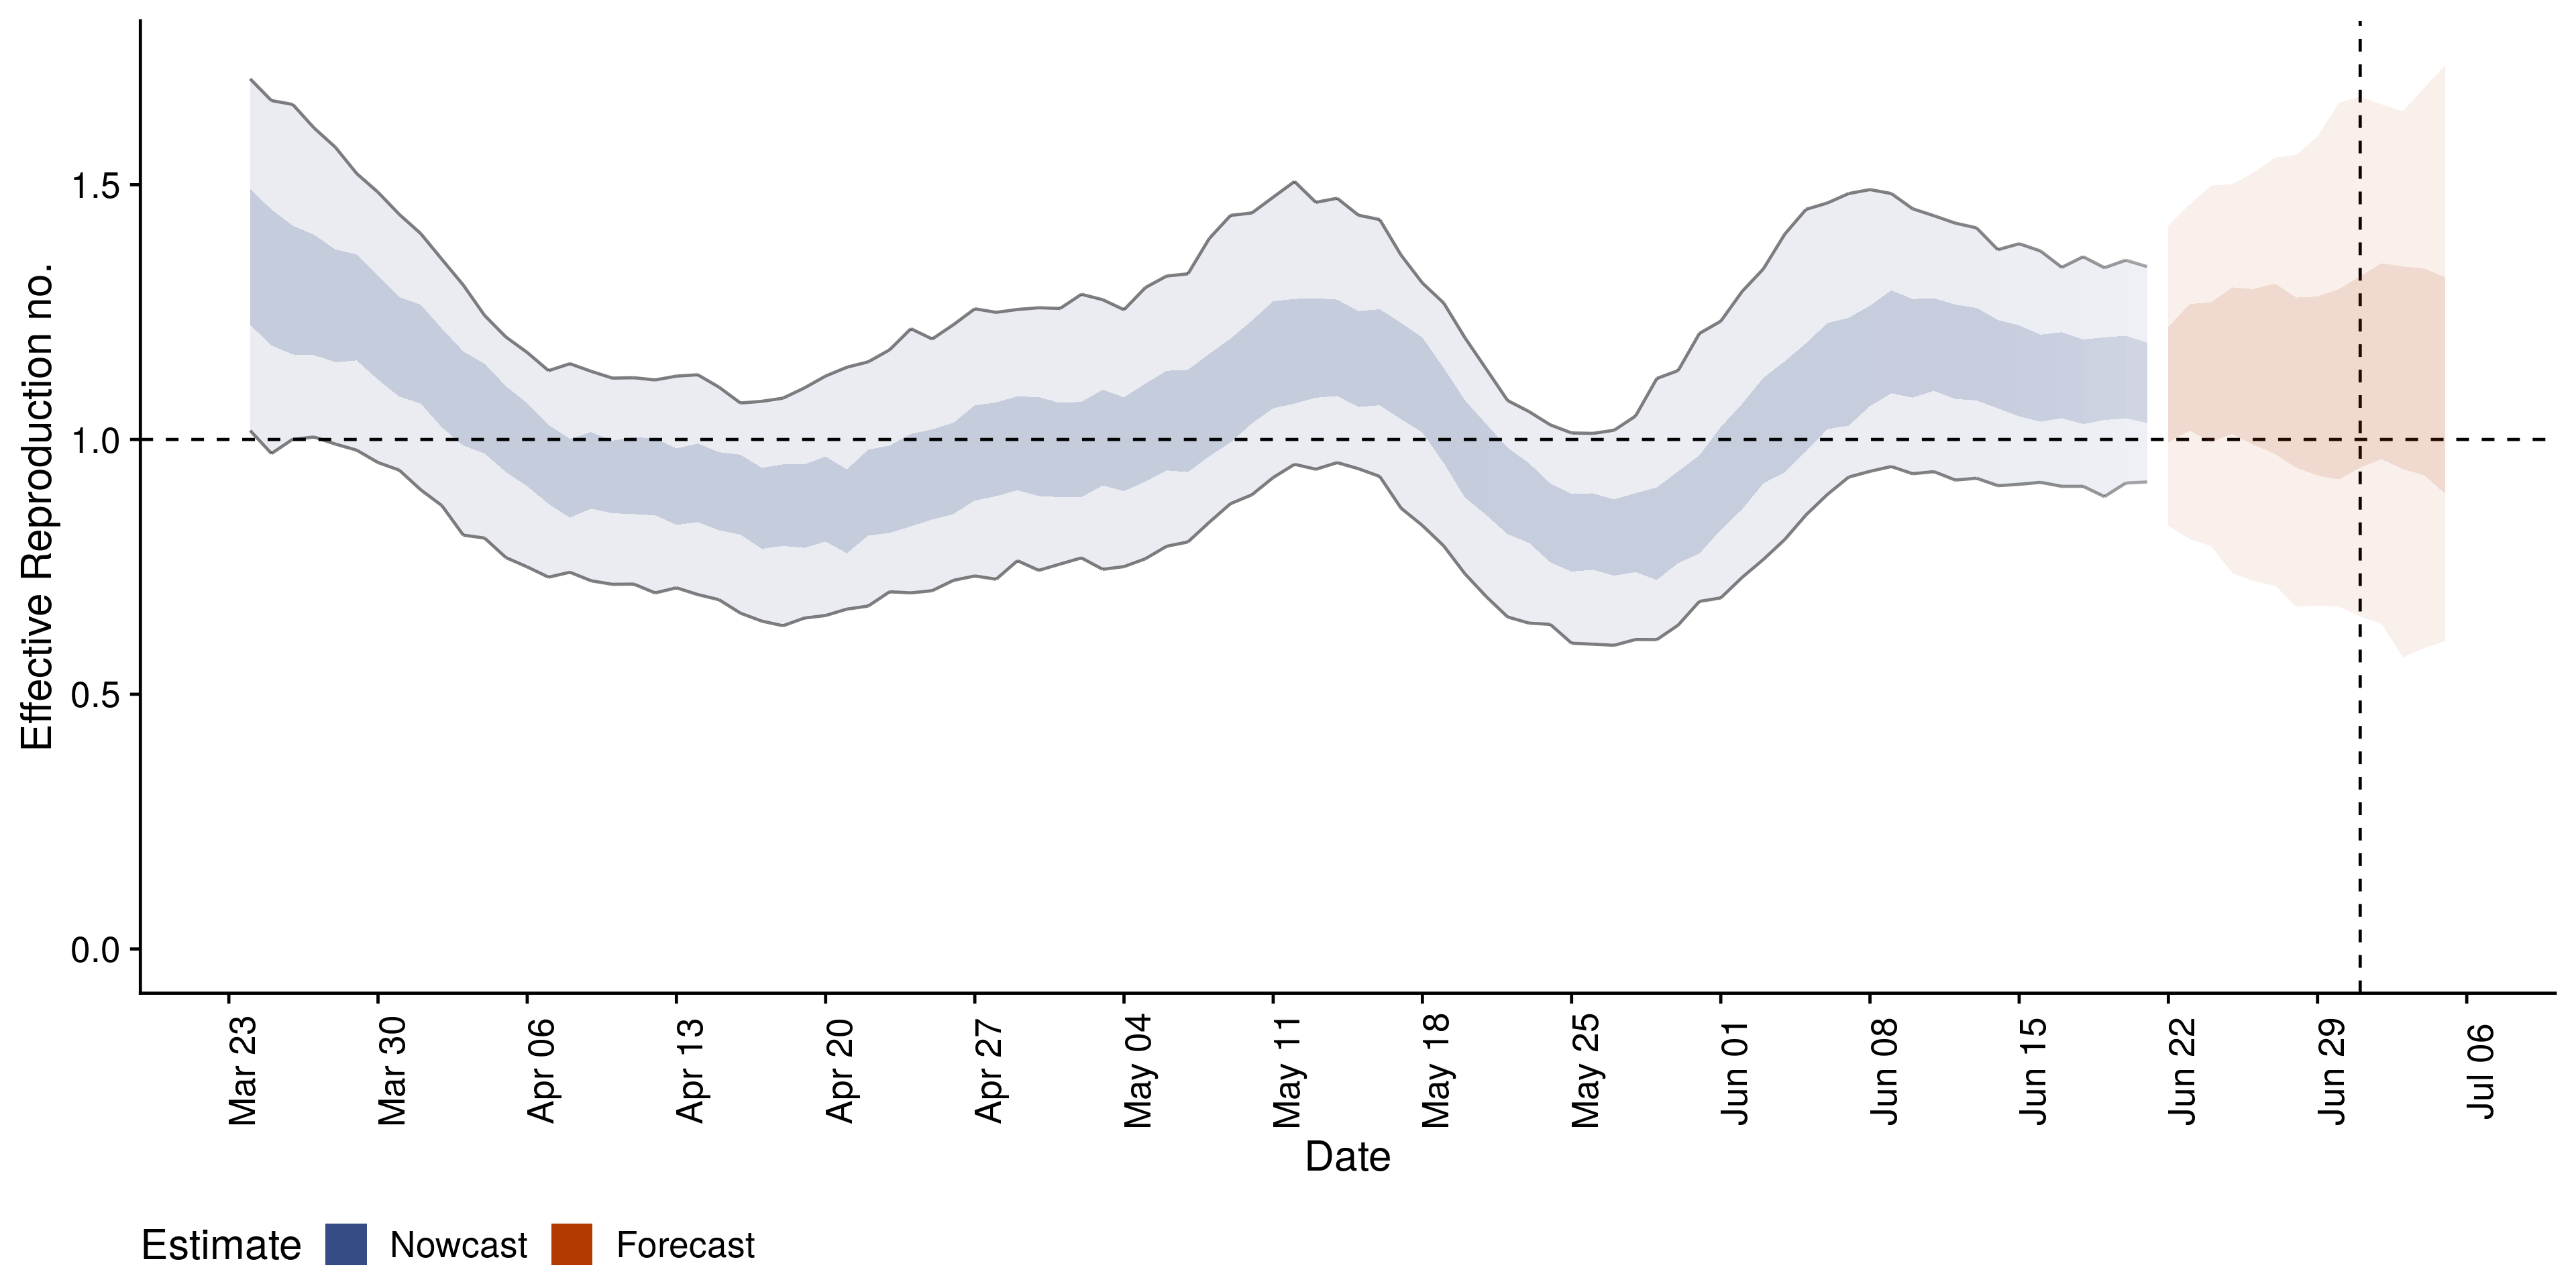 Effective Reproduction no.
1.5
1.0
0.5
0.0
Mar 23
Mar 30
Apr 06
Apr 13
Apr 20
Apr 27
May 04
May 11
May 18
May 25
Jun 01
Jun 08
Jun 15
Jun 22
Jun 29
Jul 06
Date
Estimate Nowcast Forecast